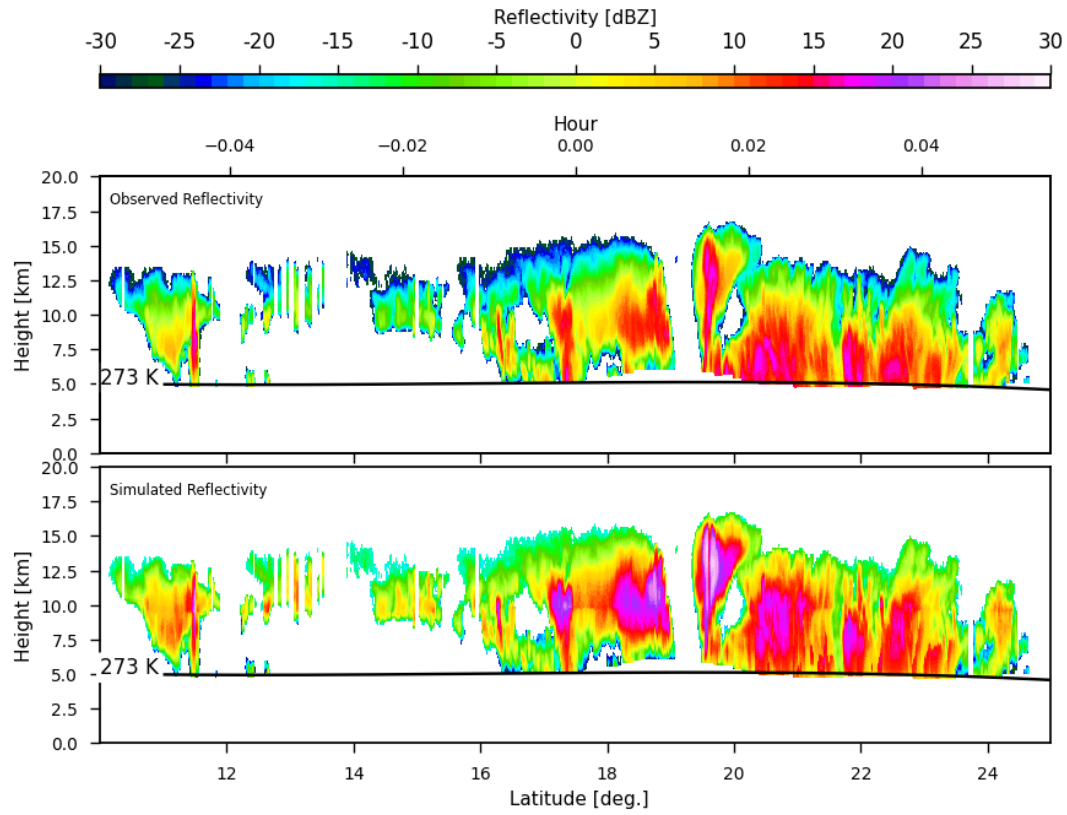 Reflectivity [dBZ]
-30 -25 -20 -15 -10 -5 0 5 10 15 20 25 30
Hour
−0.04 −0.02 0.00 0.02 0.04
20.0
Observed Reflectivity
17.5
15.0
12.5
Height [km]
10.0
7.5
273 K
5.0
2.5
0.0
20.0
Simulated Reflectivity
17.5
15.0
12.5
Height [km]
10.0
7.5
273 K
5.0
2.5
0.0
12 14 16 18 20 22 24
Latitude [deg.]